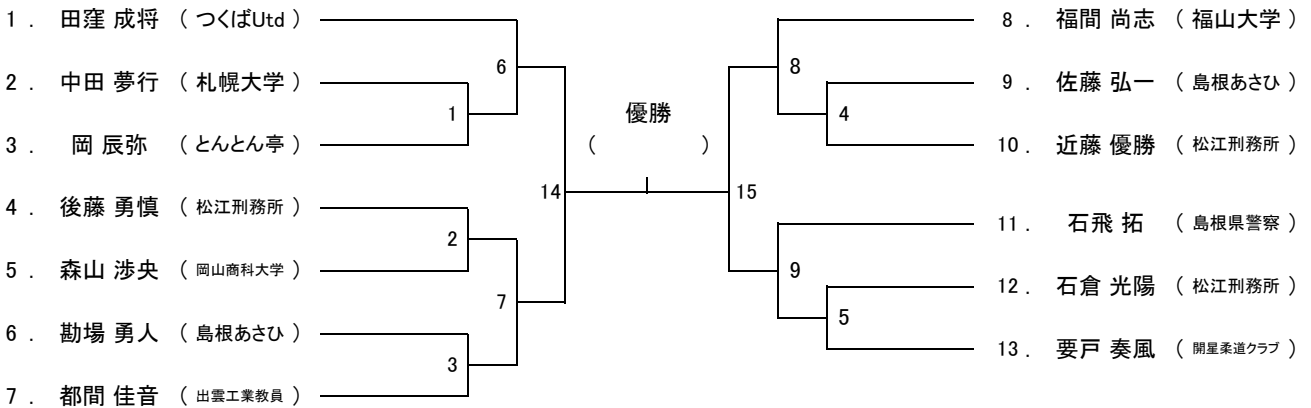 1 . 田窪 成将 ( つくばUtd )
2 . 中田 夢行 ( 札幌大学 )
3 . 岡 辰弥 ( とんとん亭 )
4 . 後藤 勇慎 ( 松江刑務所 )
5 . 森山 渉央 ( 岡山商科大学 )
6 . 勘場 勇人 ( 島根あさひ )
7 . 都間 佳音 ( 出雲工業教員 )
6
1
2
7
3
14
優勝
( )
15
8
4
9
5
8 . 福間 尚志 ( 福山大学 )
9 . 佐藤 弘一 ( 島根あさひ )
10 . 近藤 優勝 ( 松江刑務所 )
11 . 石飛 拓 ( 島根県警察 )
12 . 石倉 光陽 ( 松江刑務所 )
13 . 要戸 奏風 ( 開星柔道クラブ )